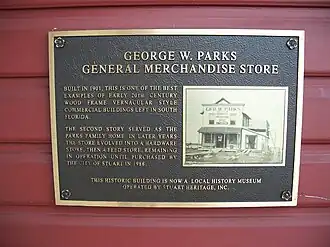 GEORGE W. PARKS
GENERAL MERCHANDISE STORE
BUILT IN 1901, THIS IS ONE OF THE BEST
EXAMPLES OF EARLY 20th CENTURY
WOOD FRAME VERNACULAR STYLE
COMMERCIAL BUILDINGS LEFT IN SOUTH
FLORIDA.
THE SECOND STORY SERVED AS THE
PARKS FAMILY HOME. IN LATER YEARS
THE STORE EVOLVED INTO A HARDWARE
STORE, THEN A FEED STORE, REMAINING
IN OPERATION UNTIL PURCHASED BY
THE CITY OF STUART IN 1988.
THIS HISTORIC BUILDING IS NOW A LOCAL HISTORY MUSEUM
OPERATED BY STUART HERITAGE, INC.